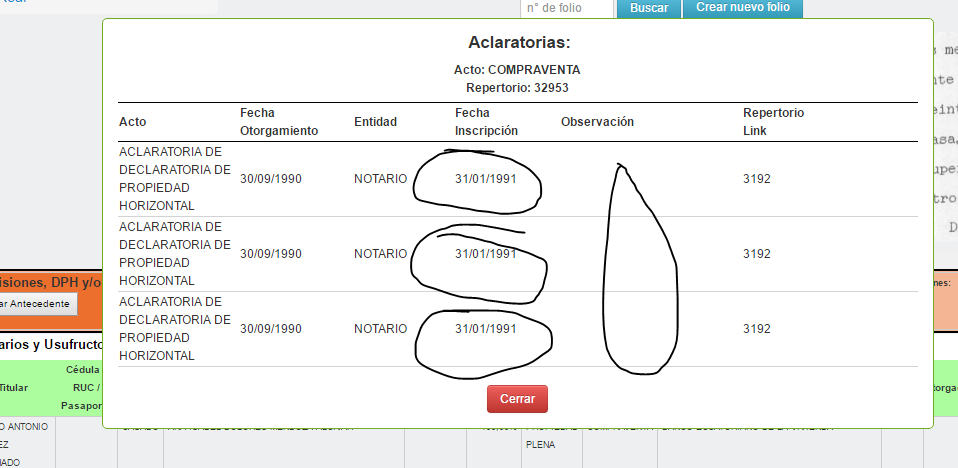 n° de folio Buscar Crear nuevo folio
Aclaratorias:
Acto: COMPRAVENTA
Repertorio: 32953
Acto Fecha Otorgamiento Entidad Fecha Inscripción Observación Repertorio Link
ACLARATORIA DE
DECLARATORIA DE
PROPIEDAD
HORIZONTAL
30/09/1990 NOTARIO 31/01/1991 3192
ACLARATORIA DE
DECLARATORIA DE
PROPIEDAD
HORIZONTAL
30/09/1990 NOTARIO 31/01/1991 3192
ACLARATORIA DE
DECLARATORIA DE
PROPIEDAD
HORIZONTAL
30/09/1990 NOTARIO 31/01/1991 3192
Cerrar
isiones, DPH y/o
ar Antecedente
arios y Usufructo
Titular
Cédula
RUC /
Pasapor
nes:
torga
O ANTONIO
EZ
NADO
PLENA